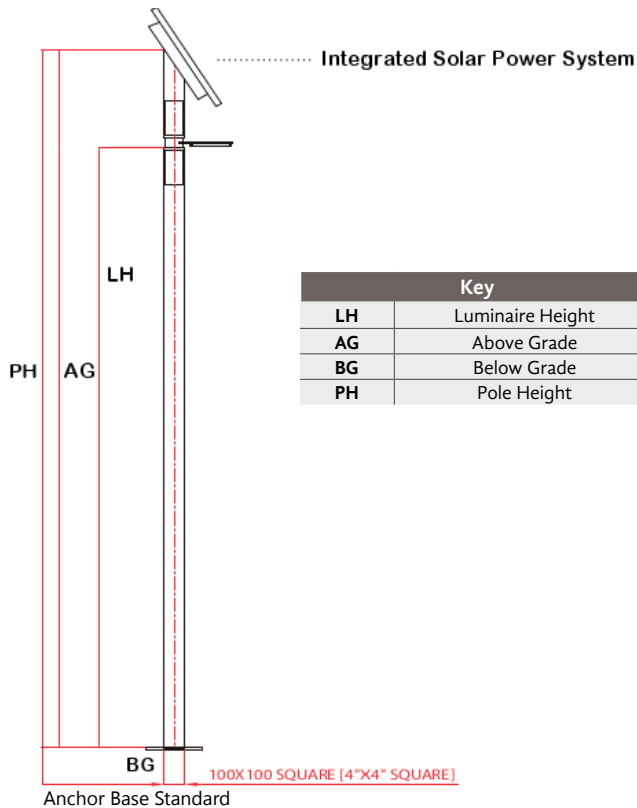 Integrated Solar Power System
LH
PH AG
Key
LH Luminaire Height
AG Above Grade
BG Below Grade
PH Pole Height
BG
100X100 SQUARE [4"X4" SQUARE]
Anchor Base Standard